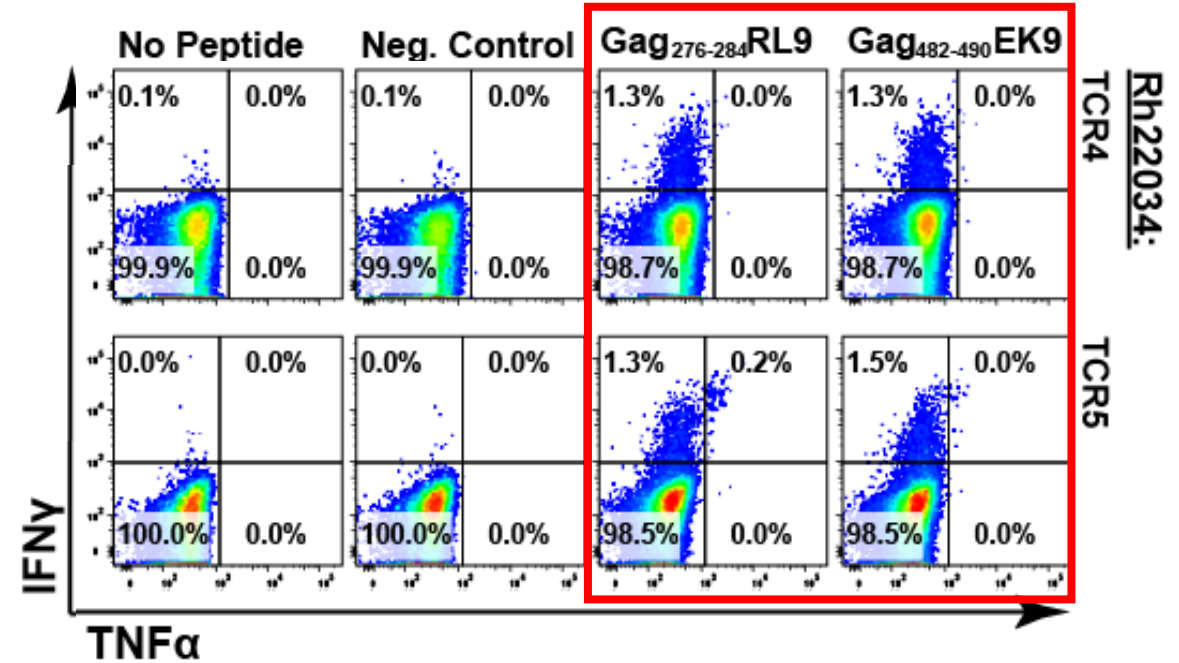 No Peptide Neg. Control Gag276-284RL9 Gag482-490EK9
0.1% 0.0% 0.1% 0.0% 1.3% 0.0% 1.3% 0.0%
99.9% 0.0% 99.9% 0.0% 98.7% 0.0% 98.7% 0.0%
TCR4
Rh22034:
0.0% 0.0% 0.0% 0.0% 1.3% 0.2% 1.5% 0.0%
100.0% 0.0% 100.0% 0.0% 98.5% 0.0% 98.5% 0.0%
TCR5
IFNγ
TNFα